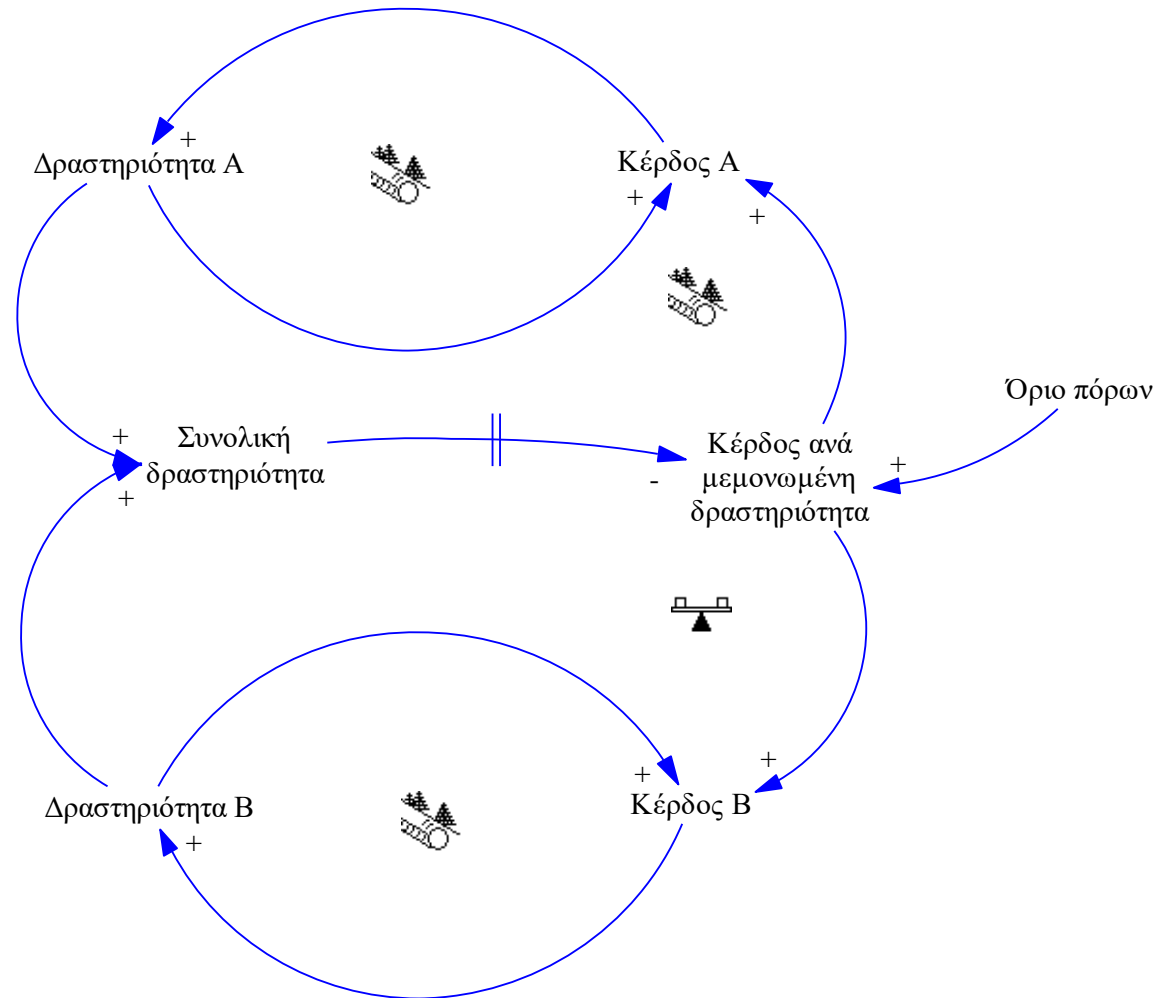 +
Δραστηριότητα Α
Κέρδος Α
+
+
Όριο πόρων
+
Συνολική
δραστηριότητα
+
-
Κέρδος ανά
μεμονωμένη
δραστηριότητα
+
+
+
Δραστηριότητα Β
Κέρδος Β
+